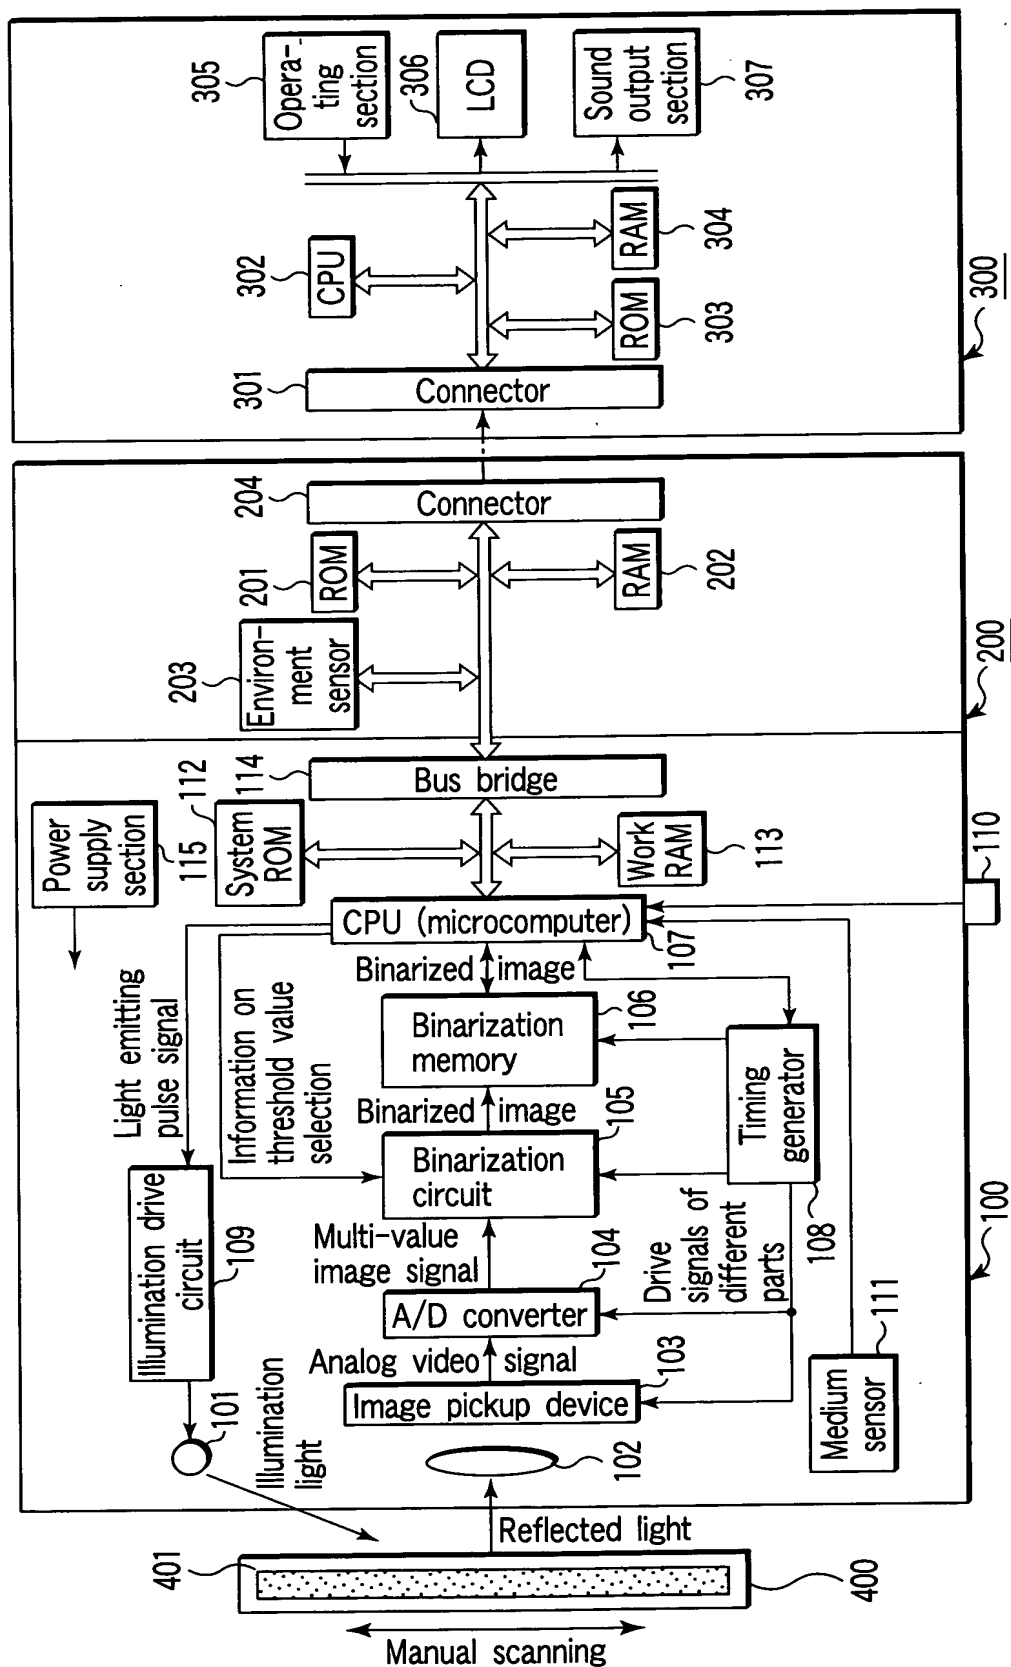 Manual scanning
401
400
Reflected light
Illumination
light
101
102
Illumination drive
circuit
109
Light emitting
pulse signal
Information on
threshold value
selection
Image pickup device
103
Analog video signal
A/D converter
104
Multi-value
image signal
Binarization
circuit
105
Binarized image
Binarization
memory
106
Binarized image
CPU (microcomputer)
107
Timing
generator
108
Drive
signals of
different
parts
Medium
sensor
111
110
100
Power
supply
section
115
System
ROM
112
Work
RAM
113
Bus bridge
114
Environ-
ment
sensor
203
ROM
201
RAM
202
Connector
204
200
Connector
301
CPU
302
ROM
303
RAM
304
Opera-
ting
section
305
LCD
306
Sound
output
section
307
300